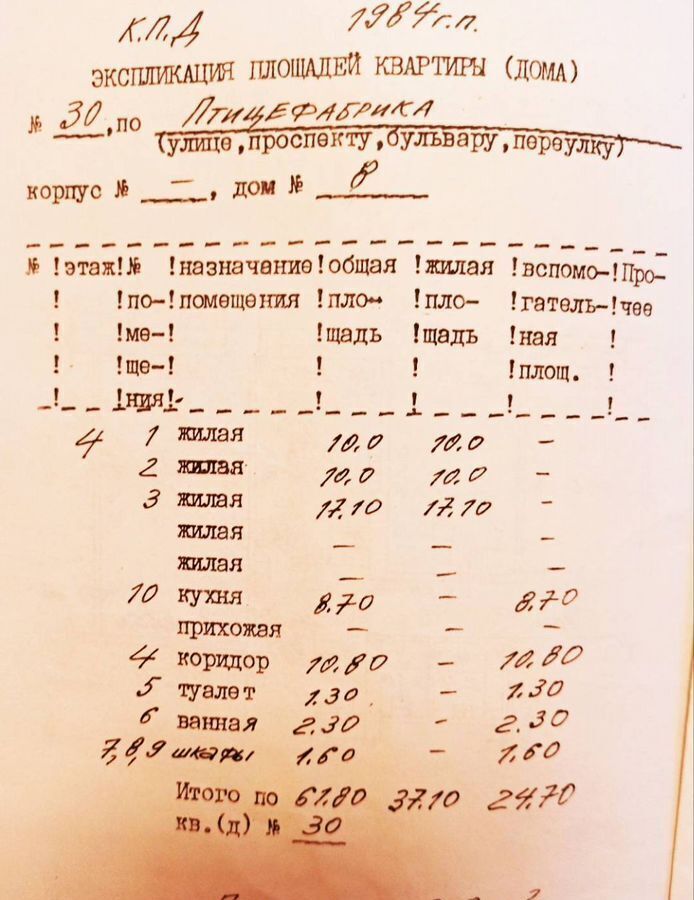 К.П.Д 1984г.п.
ЭКСПЛИКАЦИЯ ПЛОЩАДЕЙ КВАРТИРЫ (ДОМА)
№ 30, по ПТИЦЕФАБРИКА
(улице,проспекту,бульвару,переулку)
корпус № —, дом № 8
№ !этаж!№ !назначение!общая !жилая !вспомо-!Про-
! !по-!помещения !пло- !пло- !гатель-!чее
! !ме-! !щадь !щадь !ная !
! !ще-! ! ! !площ. !
! !ния! ! ! ! !
4 1 жилая 10.0 10.0 -
2 жилая 10.0 10.0 -
3 жилая 17.10 17.10 -
жилая — — -
жилая — — —
10 кухня 8.70 - 8.70
прихожая — — —
4 коридор 10.80 - 10.80
5 туалет 1.30 - 1.30
6 ванная 2.30 - 2.30
7,8,9 шкафы 1.60 - 1.60
Итого по 61.80 37.10 24.70
кв.(д) № 30